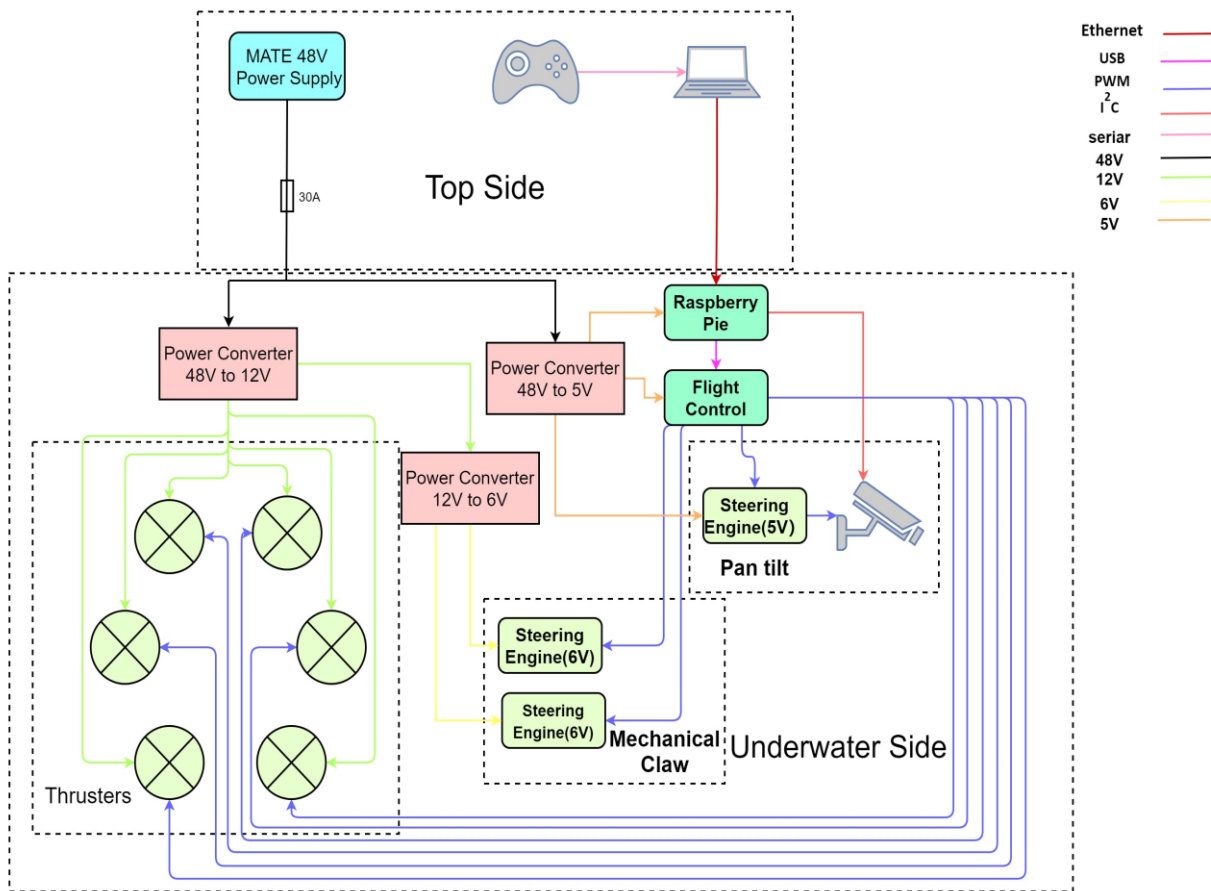 MATE 48V
Power Supply
30A
Top Side
Ethernet
USB
PWM
I²C
seriar
48V
12V
6V
5V
Raspberry
Pie
Power Converter
48V to 12V
Power Converter
48V to 5V
Flight
Control
Power Converter
12V to 6V
Steering
Engine(5V)
Pan tilt
Steering
Engine(6V)
Steering
Engine(6V)
Mechanical
Claw
Underwater Side
Thrusters